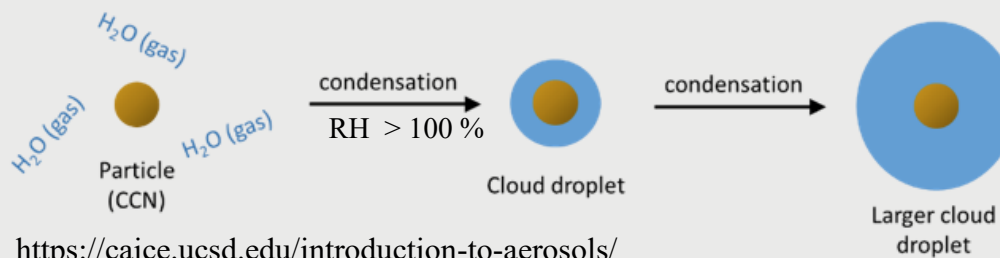 H₂O (gas)
H₂O (gas)
H₂O (gas)
Particle
(CCN)
condensation
RH > 100 %
Cloud droplet
condensation
Larger cloud
droplet
https://caice.ucsd.edu/introduction-to-aerosols/